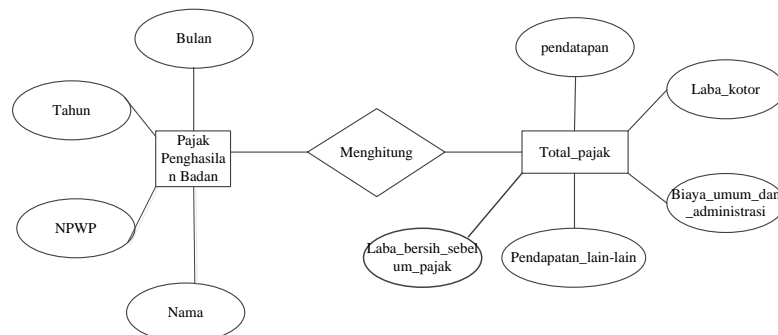 Bulan
pendatapan
Laba_kotor
Tahun
Pajak
Penghasila
n Badan
Menghitung
Total_pajak
Biaya_umum_dan
_administrasi
NPWP
Laba_bersih_sebel
um_pajak
Pendapatan_lain-lain
Nama